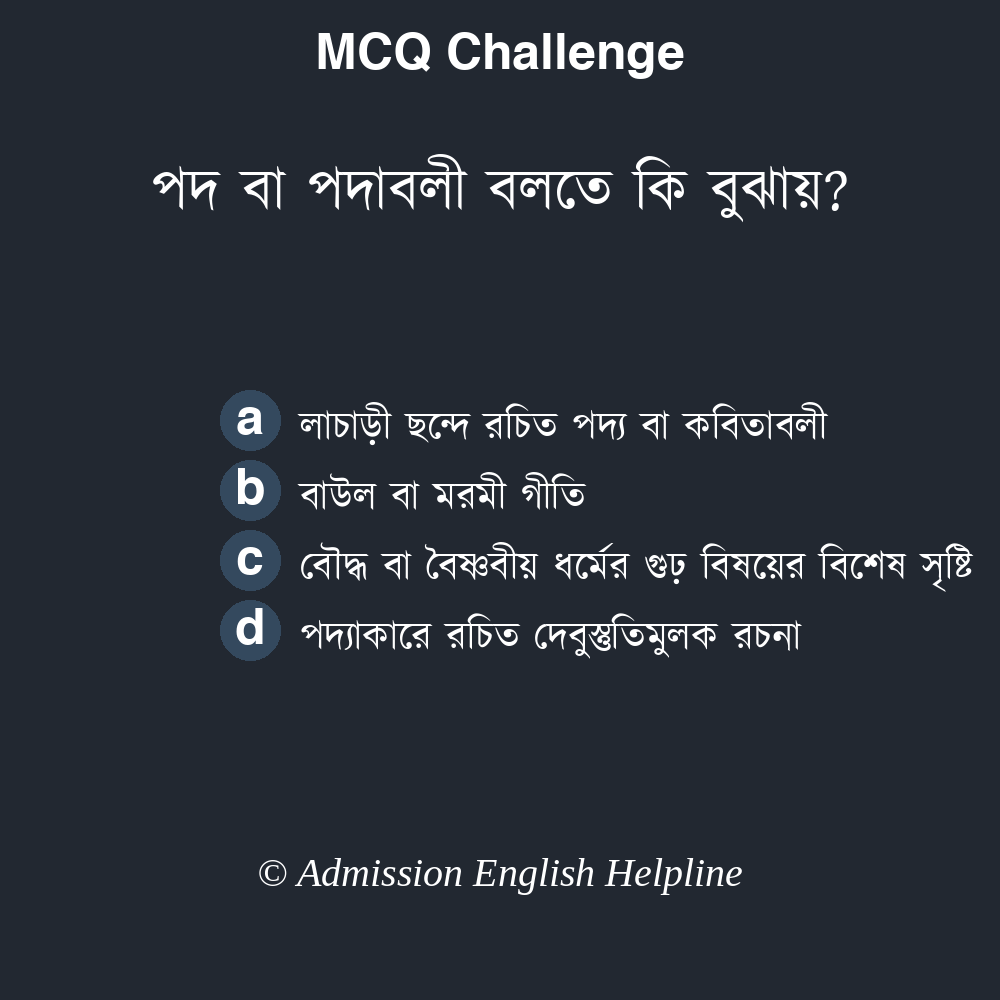 MCQ Challenge
পদ বা পদাবলী বলতে কি বুঝায়?
a লাচাড়ী ছন্দে রচিত পদ্য বা কবিতাবলী
b বাউল বা মরমী গীতি
c বৌদ্ধ বা বৈষ্ণবীয় ধর্মের গুঢ় বিষয়ের বিশেষ সৃষ্টি
d পদ্যাকারে রচিত দেবুস্তুতিমুলক রচনা
© Admission English Helpline